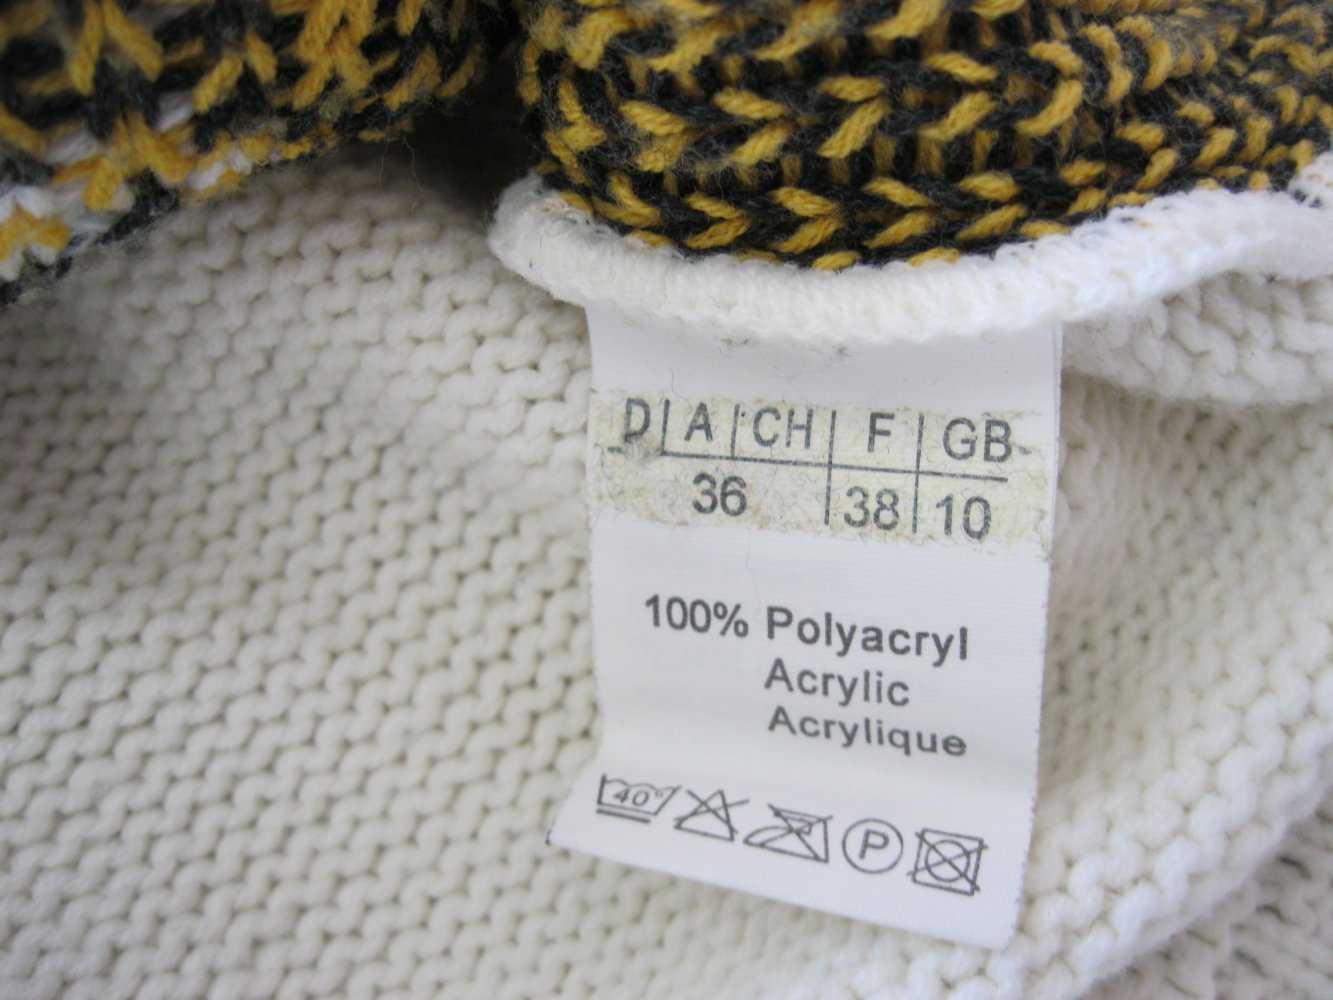 D | A | CH | F | GB
36 | 38 | 10
100% Polyacryl
Acrylic
Acrylique
40° P